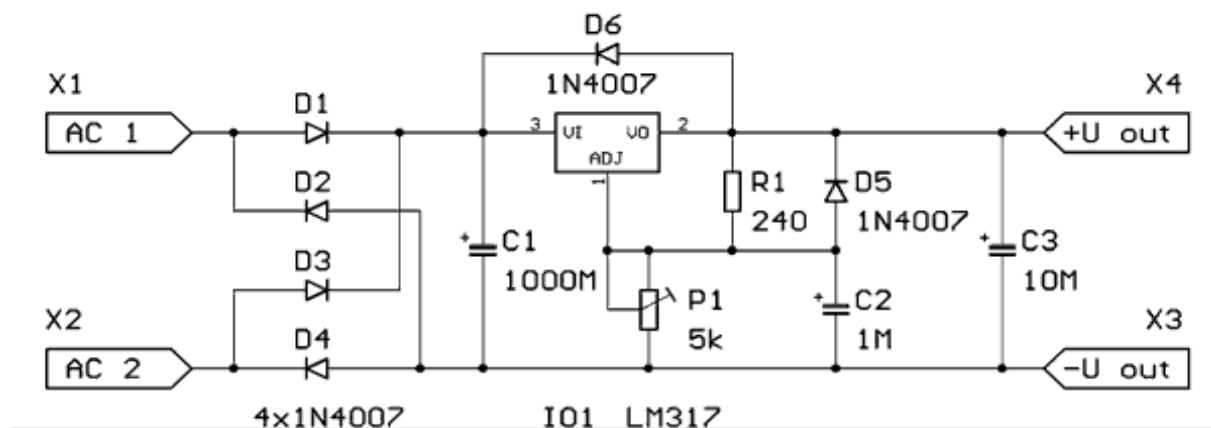 D6
1N4007
X1
X4
D1
AC 1
3
VI
VO
2
+U out
ADJ
1
D2
R1
240
D5
1N4007
C1
1000M
+
D3
C3
10M
+
X2
P1
5k
C2
1M
+
X3
D4
AC 2
-U out
4x1N4007
IO1 LM317